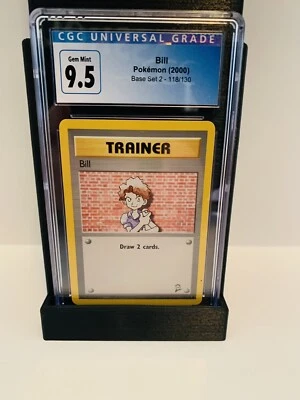 CGC UNIVERSAL GRADE
Gem Mint
9.5
Bill
Pokémon (2000)
Base Set 2 - 118/130
TRAINER
Bill
Draw 2 cards.